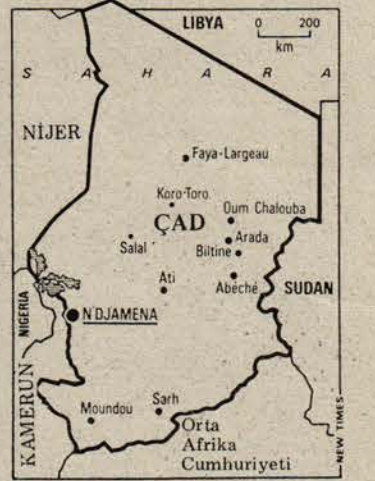 LIBYA
0 200
km
S A H A R A
NİJER
Faya-Largeau
Koro-Toro
ÇAD
Oum Chalouba
Salal
Arada
Biltine
Ati
Abéché
SUDAN
NIGERIA
N'DJAMENA
KAMERUN
Moundou
Sarh
Orta
Afrika
Cumhuriyeti
NEW TIMES